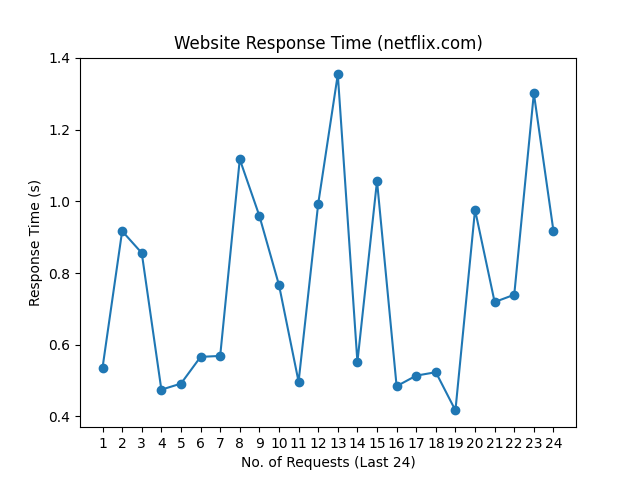 Website Response Time (netflix.com)
1.4
1.2
1.0
0.8
0.6
0.4
Response Time (s)
1 2 3 4 5 6 7 8 9 10 11 12 13 14 15 16 17 18 19 20 21 22 23 24
No. of Requests (Last 24)